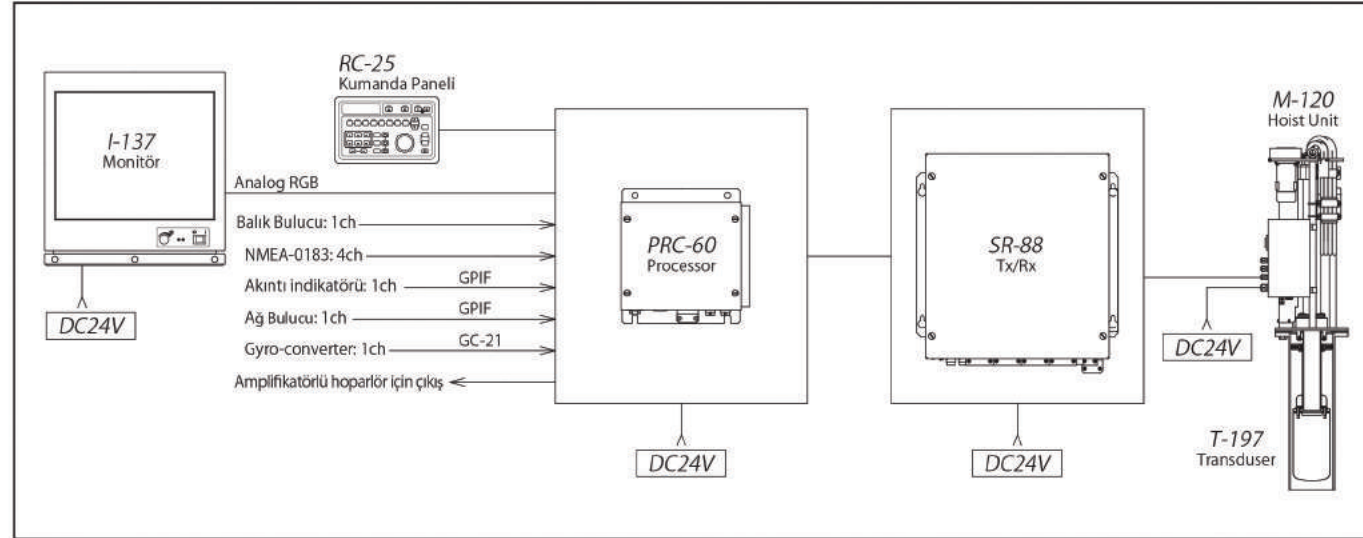 RC-25
Kumanda Paneli
I-137
Monitör
M-120
Hoist Unit
Analog RGB
Balık Bulucu: 1ch
NMEA-0183: 4ch
Akıntı indikatörü: 1ch GPIF
Ağ Bulucu: 1ch GPIF
Gyro-converter: 1ch GC-21
Amplifikatörlü hoparlör için çıkış
PRC-60
Processor
SR-88
Tx/Rx
DC24V
DC24V
DC24V
DC24V
T-197
Transduser